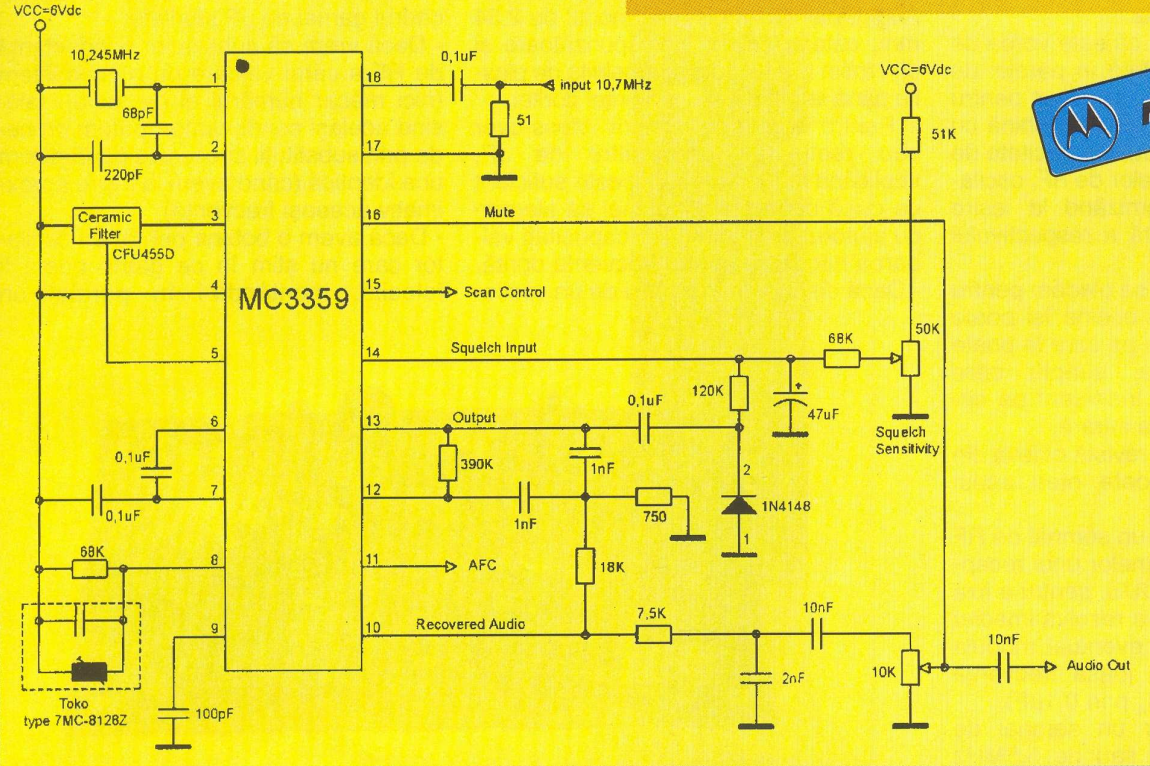 VCC=6Vdc
10,245MHz
68pF
220pF
Ceramic
Filter
CFU455D
0,1uF
0,1uF
68K
Toko
type 7MC-8128Z
100pF
1
2
3
4
5
6
7
8
9
MC3359
18
17
16
15
14
13
12
11
10
0,1uF
input 10,7MHz
51
Mute
Scan Control
Squelch Input
Output
390K
1nF
1nF
0,1uF
750
AFC
18K
Recovered Audio
7,5K
2nF
10nF
10K
10nF
Audio Out
120K
47uF
68K
2
1N4148
1
VCC=6Vdc
51K
50K
Squelch
Sensitivity